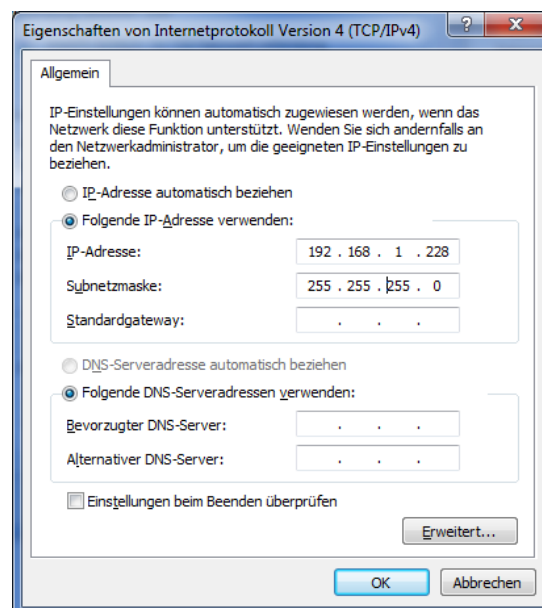 Eigenschaften von Internetprotokoll Version 4 (TCP/IPv4)
?
X
Allgemein
IP-Einstellungen können automatisch zugewiesen werden, wenn das
Netzwerk diese Funktion unterstützt. Wenden Sie sich andernfalls an
den Netzwerkadministrator, um die geeigneten IP-Einstellungen zu
beziehen.
IP-Adresse automatisch beziehen
Folgende IP-Adresse verwenden:
IP-Adresse: 192 . 168 . 1 . 228
Subnetzmaske: 255 . 255 . 255 . 0
Standardgateway: . . .
DNS-Serveradresse automatisch beziehen
Folgende DNS-Serveradressen verwenden:
Bevorzugter DNS-Server: . . .
Alternativer DNS-Server: . . .
Einstellungen beim Beenden überprüfen
Erweitert...
OK Abbrechen